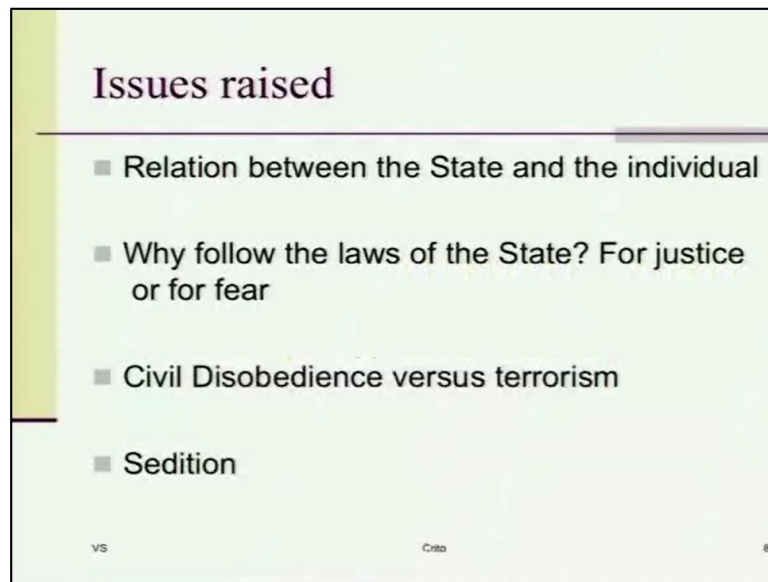 Issues raised
Relation between the State and the individual
Why follow the laws of the State? For justice
or for fear
Civil Disobedience versus terrorism
Sedition
VS Crito 8